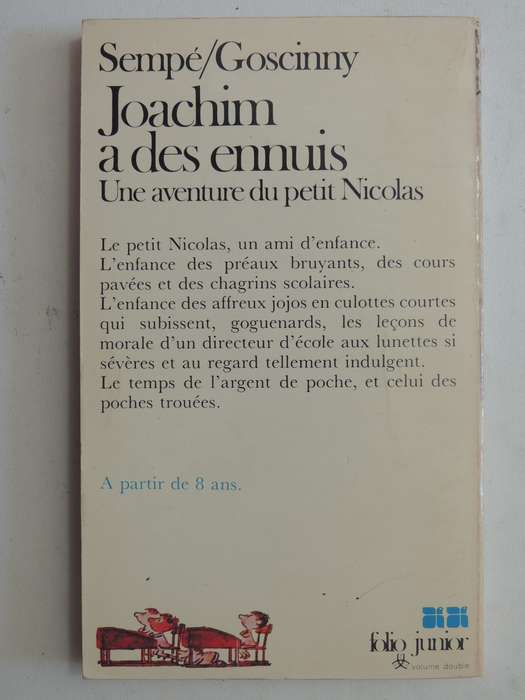 Sempé/Goscinny
Joachim
a des ennuis
Une aventure du petit Nicolas
Le petit Nicolas, un ami d'enfance.
L'enfance des préaux bruyants, des cours
pavées et des chagrins scolaires.
L'enfance des affreux jojos en culottes courtes
qui subissent, goguenards, les leçons de
morale d'un directeur d'école aux lunettes si
sévères et au regard tellement indulgent.
Le temps de l'argent de poche, et celui des
poches trouées.
A partir de 8 ans.
folio junior
volume double